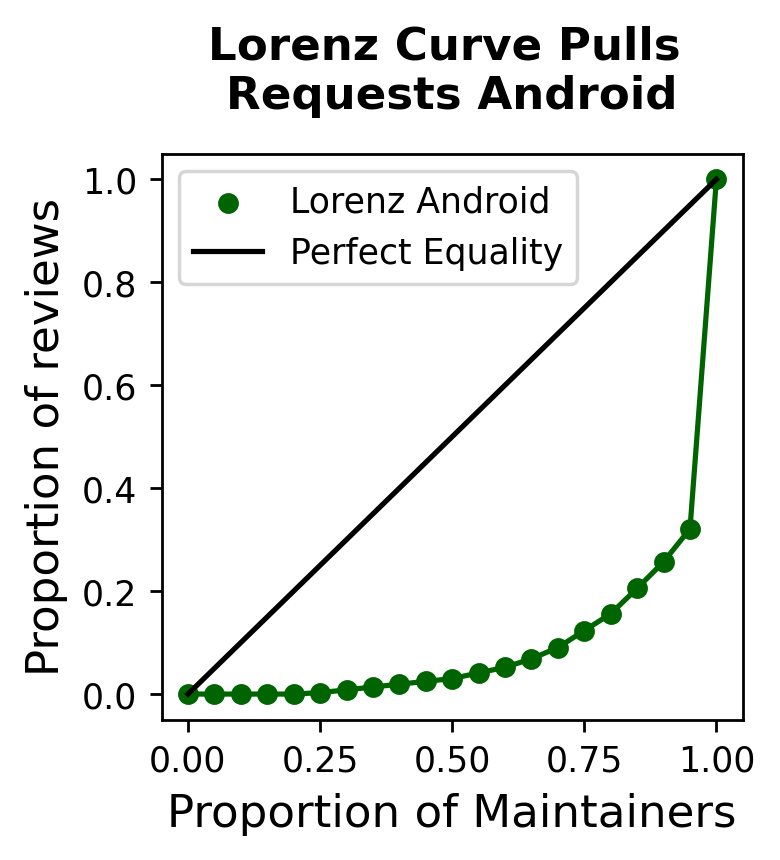 Lorenz Curve Pulls
Requests Android
Lorenz Android
Perfect Equality
Proportion of reviews
1.0
0.8
0.6
0.4
0.2
0.0
0.00 0.25 0.50 0.75 1.00
Proportion of Maintainers